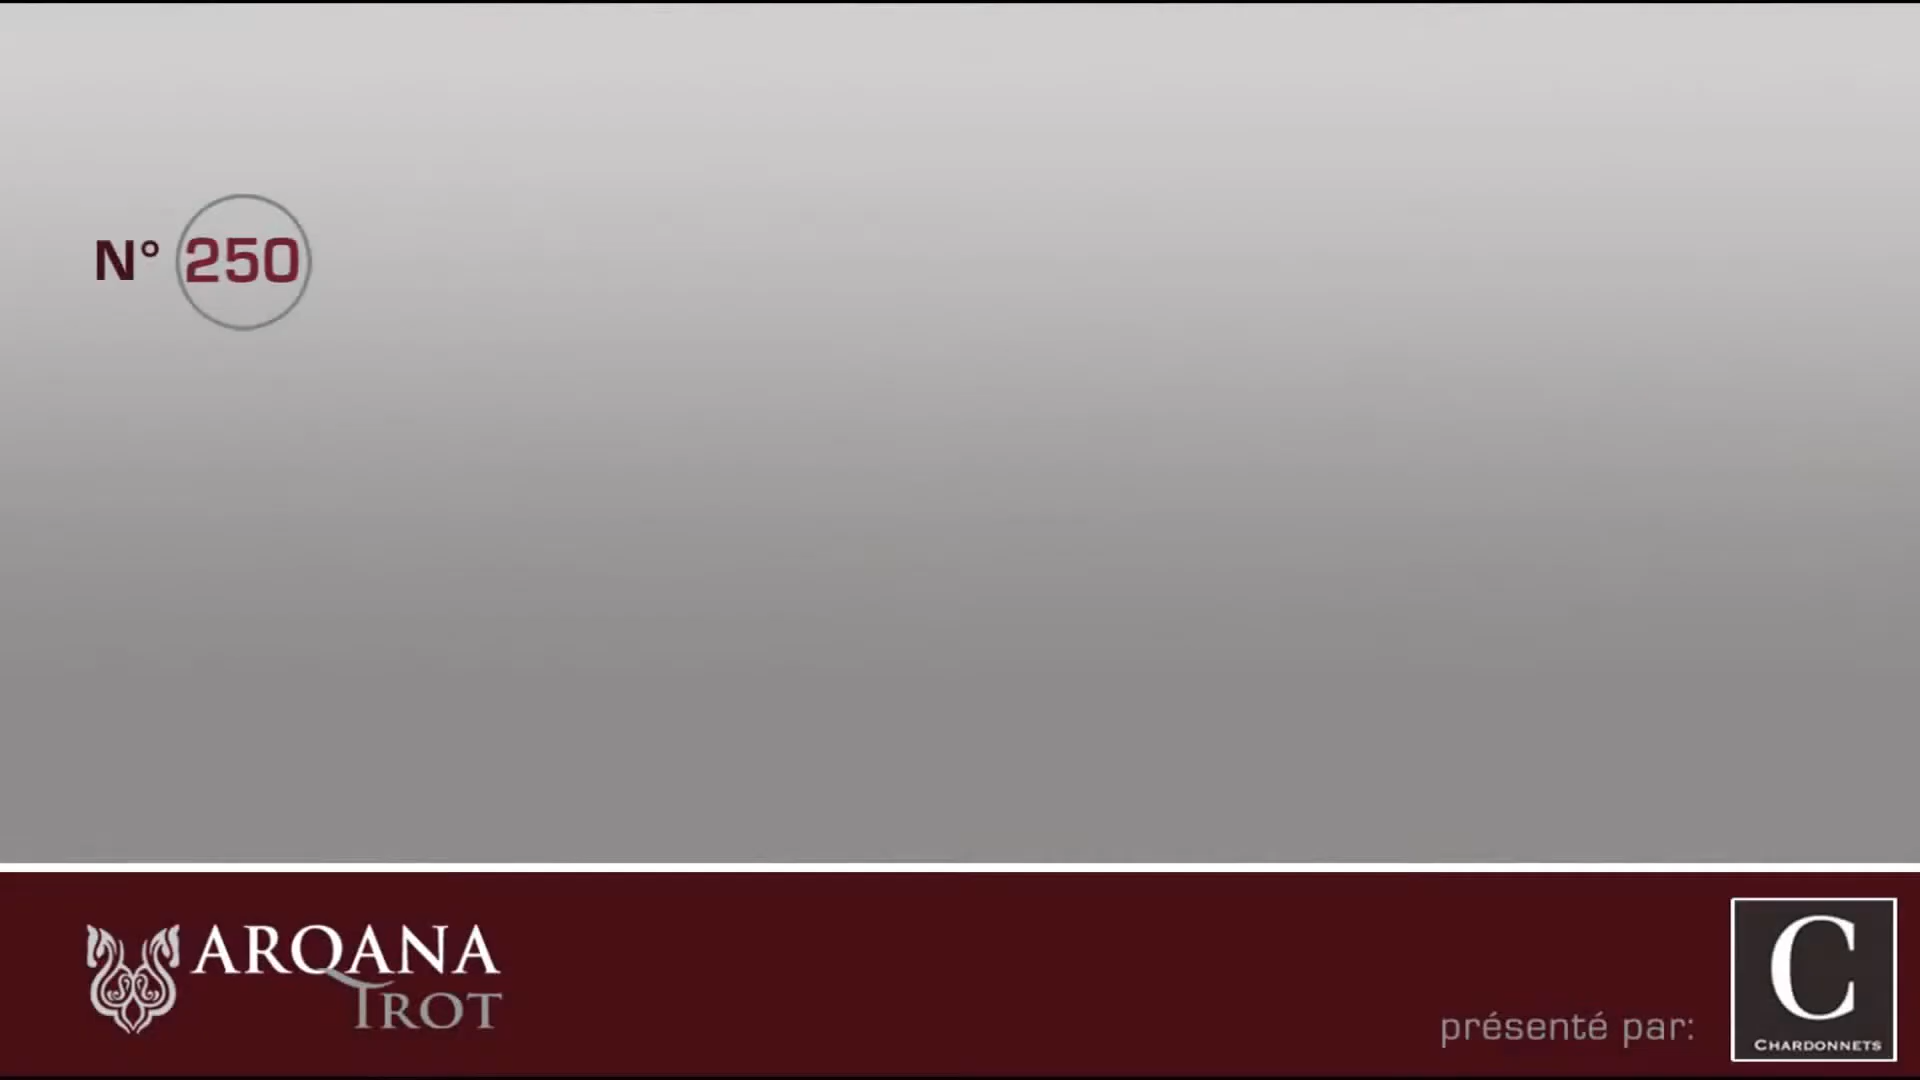 N° 250
ARQANA
TROT
présenté par:
C
CHARDONNETS